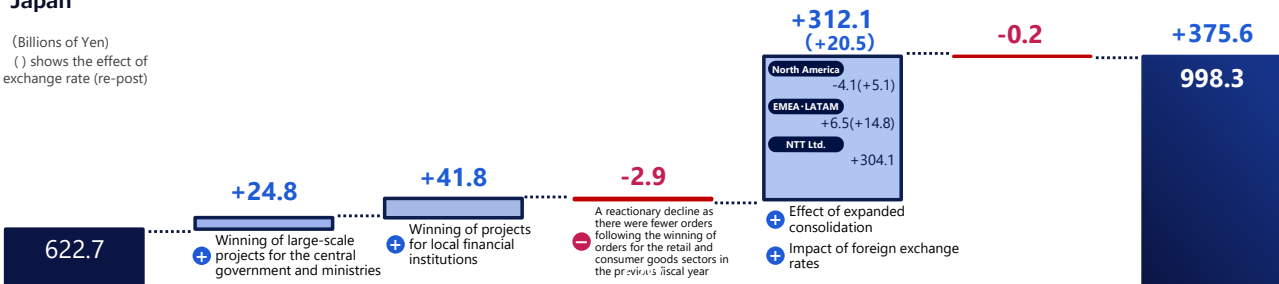 Japan
(Billions of Yen)
( ) shows the effect of
exchange rate (re-post)
622.7
+24.8
Winning of large-scale
projects for the central
government and ministries
+41.8
Winning of projects
for local financial
institutions
-2.9
A reactionary decline as
there were fewer orders
following the winning of
orders for the retail and
consumer goods sectors in
the previous fiscal year
+312.1
(+20.5)
North America
-4.1(+5.1)
EMEA・LATAM
+6.5(+14.8)
NTT Ltd.
+304.1
Effect of expanded
consolidation
Impact of foreign exchange
rates
-0.2
+375.6
998.3